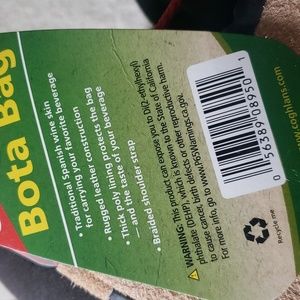 Bota Bag
• Traditional Spanish wine skin
for carrying your favorite beverage
• Rugged leather construction
• Thick poly lining protects the bag
— and the taste of your beverage
• Braided shoulder strap
⚠ WARNING: This product can expose you to Di(2-ethylhexyl)
phthalate (DEHP), which is known to the State of California
to cause cancer, birth defects or other reproductive harm.
For more info, go to www.P65Warnings.ca.gov.
0 56389 08950 1
Recycle me